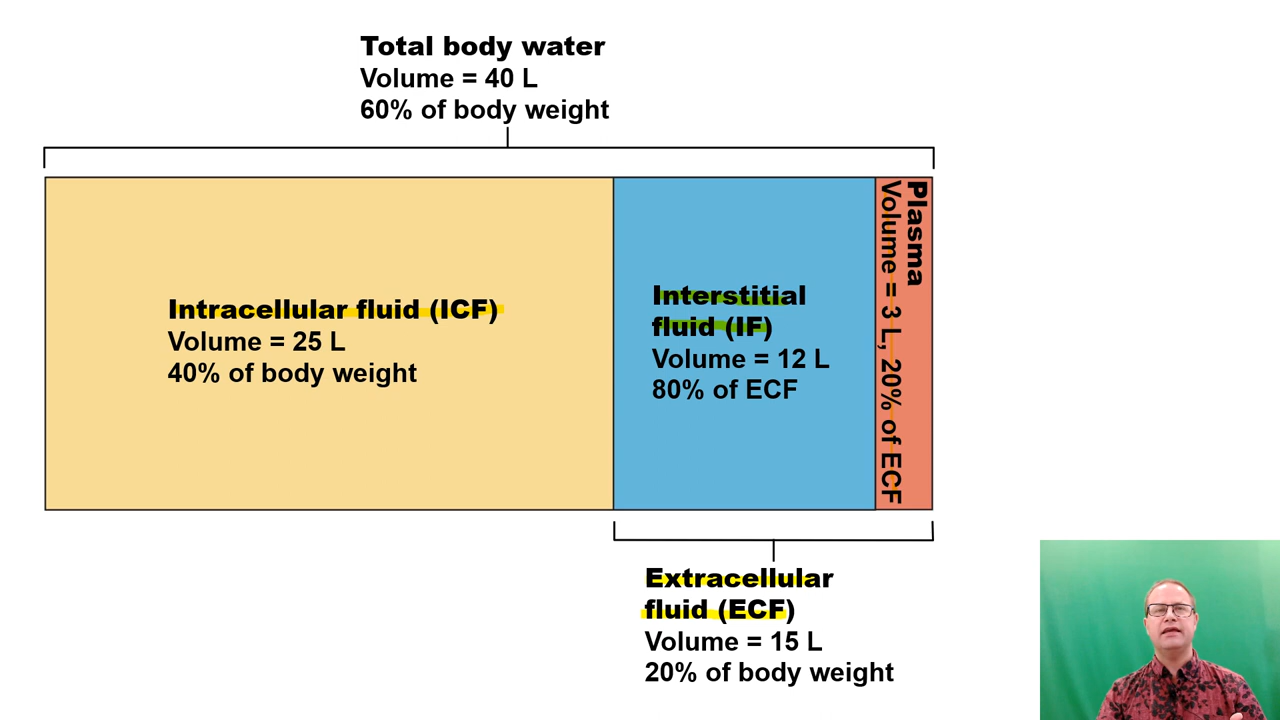 Total body water
Volume = 40 L
60% of body weight
Intracellular fluid (ICF)
Volume = 25 L
40% of body weight
Interstitial
fluid (IF)
Volume = 12 L
80% of ECF
Plasma
Volume = 3 L, 20% of ECF
Extracellular
fluid (ECF)
Volume = 15 L
20% of body weight